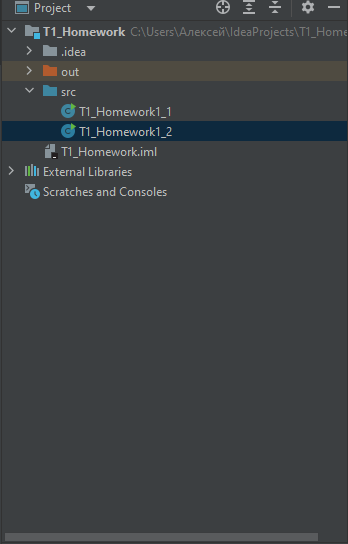 Project
T1_Homework C:\Users\Алексей\IdeaProjects\T1_Home
.idea
out
src
T1_Homework1_1
T1_Homework1_2
T1_Homework.iml
External Libraries
Scratches and Consoles